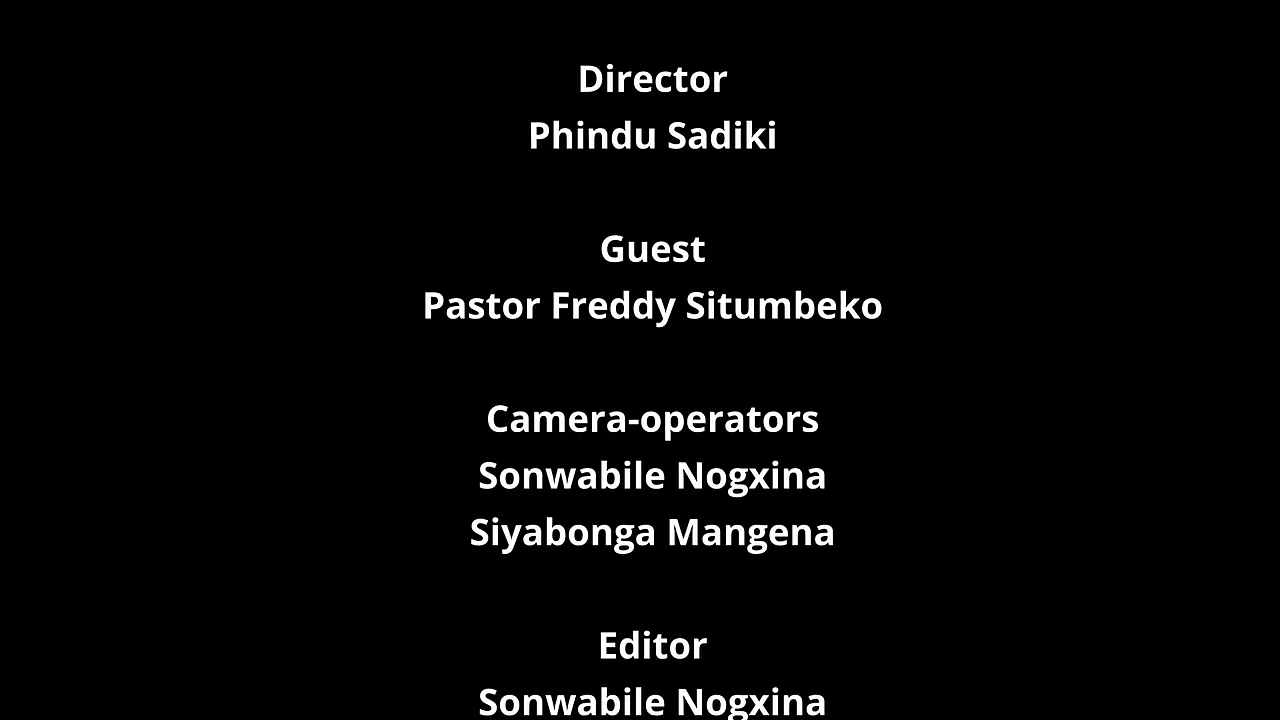 Director
Phindu Sadiki
Guest
Pastor Freddy Situmbeko
Camera-operators
Sonwabile Nogxina
Siyabonga Mangena
Editor
Sonwabile Nogxina